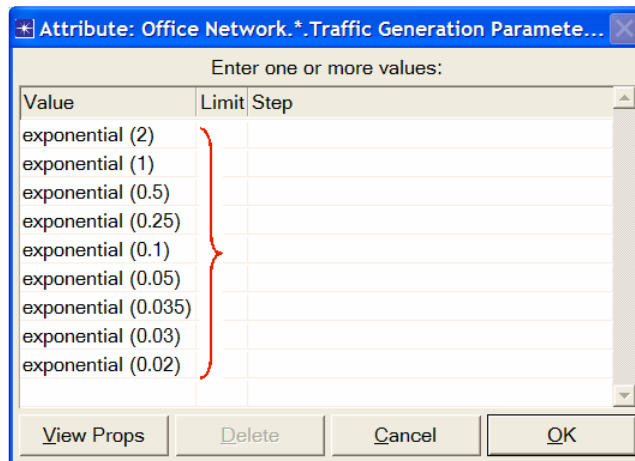 Attribute: Office Network.*.Traffic Generation Paramete...
Enter one or more values:
Value Limit Step
exponential (2)
exponential (1)
exponential (0.5)
exponential (0.25)
exponential (0.1)
exponential (0.05)
exponential (0.035)
exponential (0.03)
exponential (0.02)
View Props Delete Cancel OK